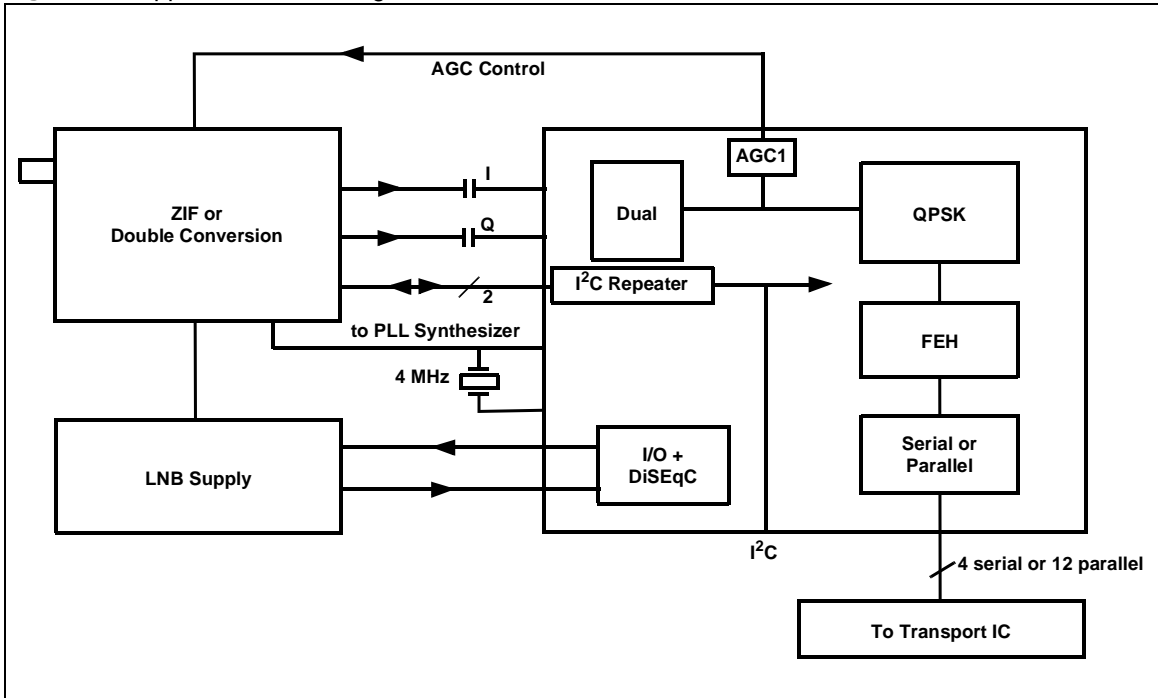 AGC Control
AGC1
I
ZIF or
Double Conversion
Dual
QPSK
Q
I²C Repeater
2
to PLL Synthesizer
FEH
4 MHz
LNB Supply
I/O +
DiSEqC
Serial or
Parallel
I²C
4 serial or 12 parallel
To Transport IC